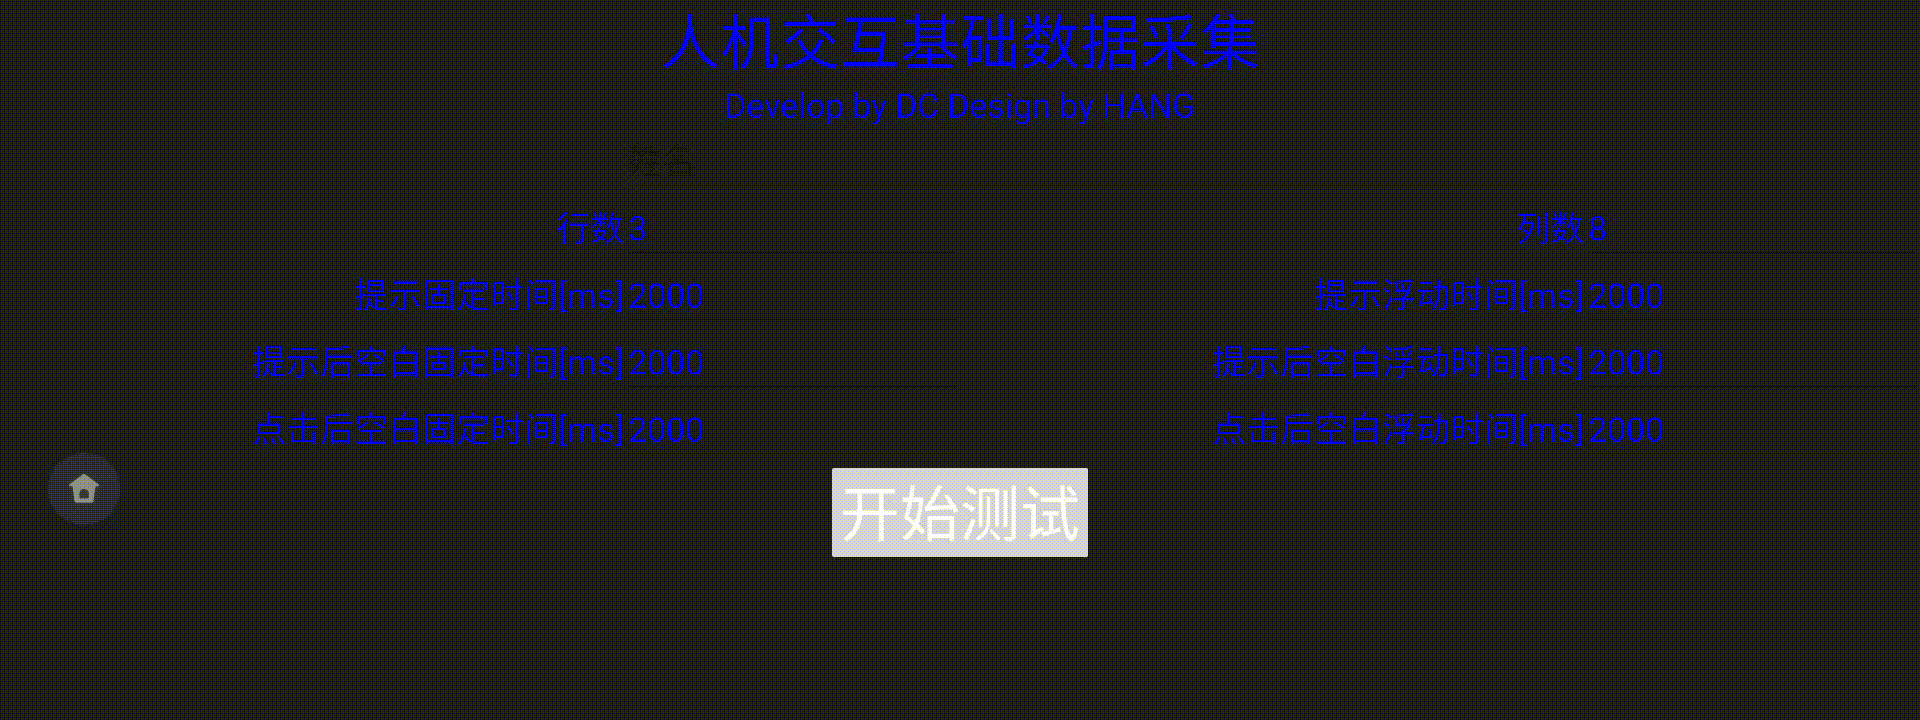 人机交互基础数据采集
Develop by DC Design by HANG
姓名
行数 3 列数 8
提示固定时间[ms] 2000 提示浮动时间[ms] 2000
提示后空白固定时间[ms] 2000 提示后空白浮动时间[ms] 2000
点击后空白固定时间[ms] 2000 点击后空白浮动时间[ms] 2000
开始测试